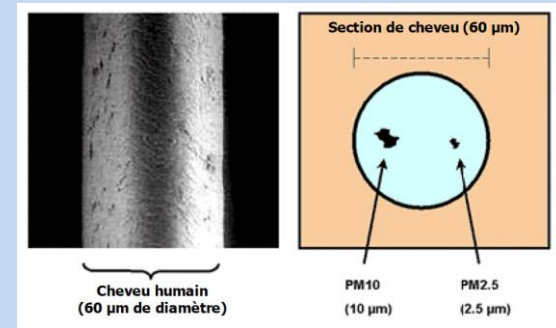 Section de cheveu (60 µm)
Cheveu humain
(60 µm de diamètre)
PM10
(10 µm)
PM2.5
(2.5 µm)